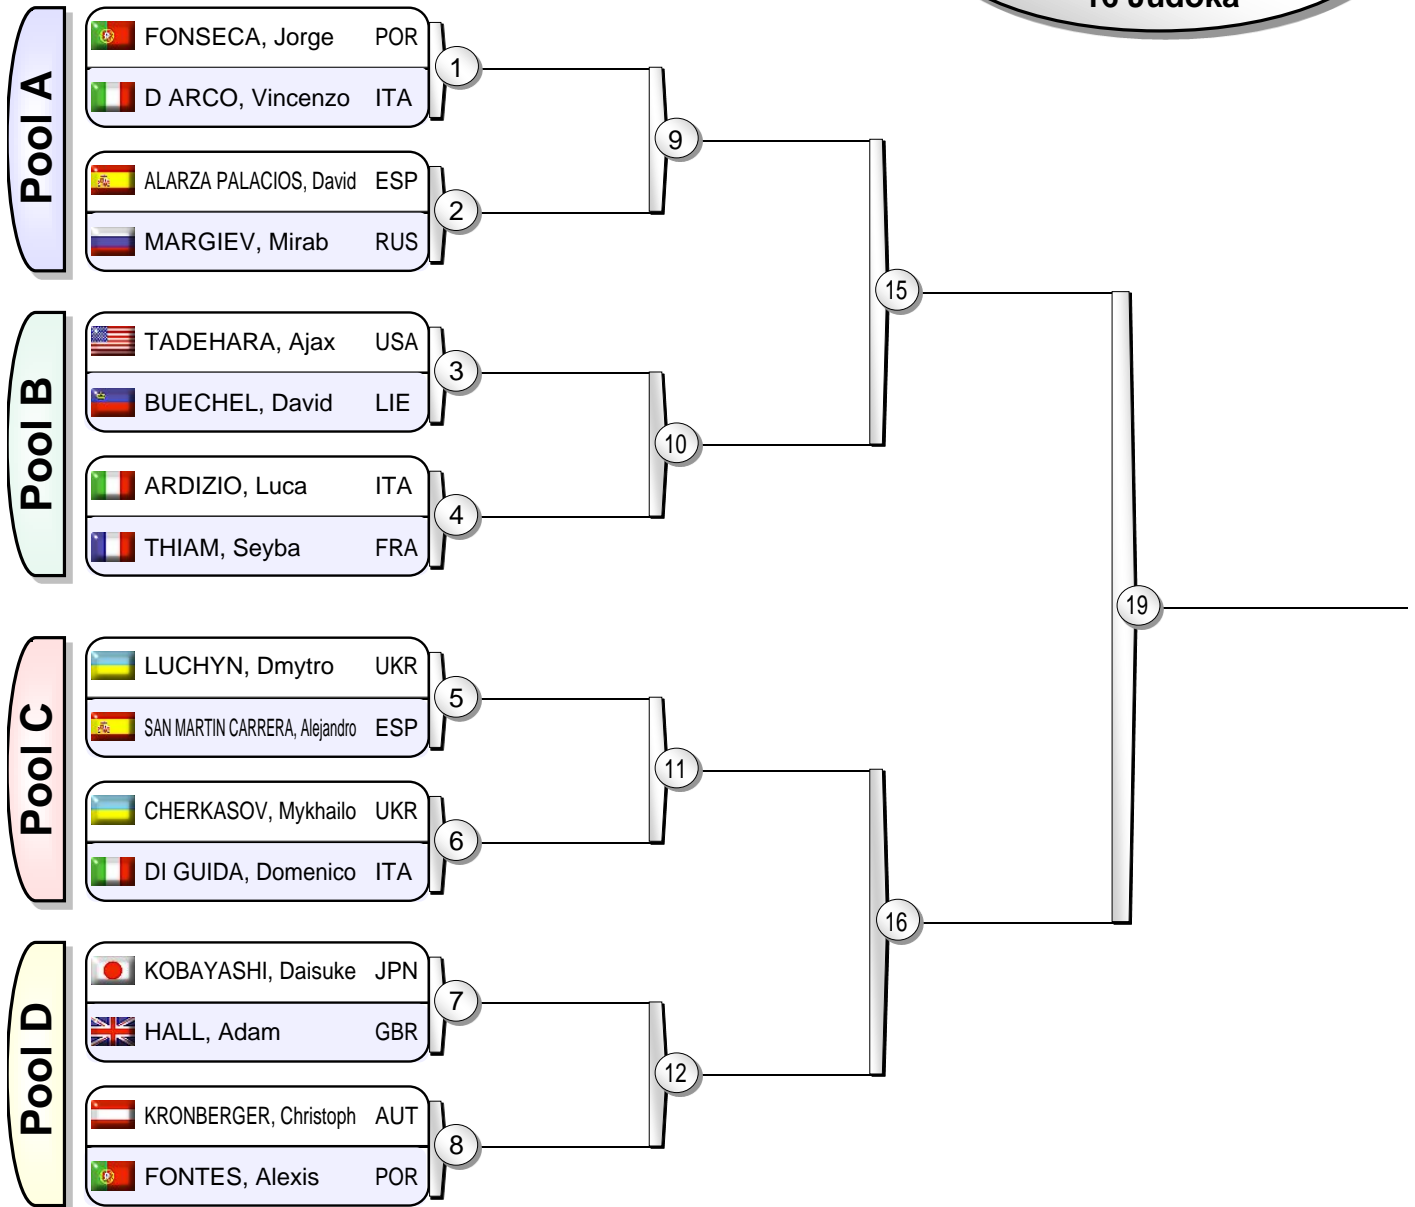 16 Judoka
Pool A
FONSECA, Jorge POR
D ARCO, Vincenzo ITA
1
ALARZA PALACIOS, David ESP
MARGIEV, Mirab RUS
2
9
Pool B
TADEHARA, Ajax USA
BUECHEL, David LIE
3
ARDIZIO, Luca ITA
THIAM, Seyba FRA
4
10
15
Pool C
LUCHYN, Dmytro UKR
SAN MARTIN CARRERA, Alejandro ESP
5
CHERKASOV, Mykhailo UKR
DI GUIDA, Domenico ITA
6
11
Pool D
KOBAYASHI, Daisuke JPN
HALL, Adam GBR
7
KRONBERGER, Christoph AUT
FONTES, Alexis POR
8
12
16
19